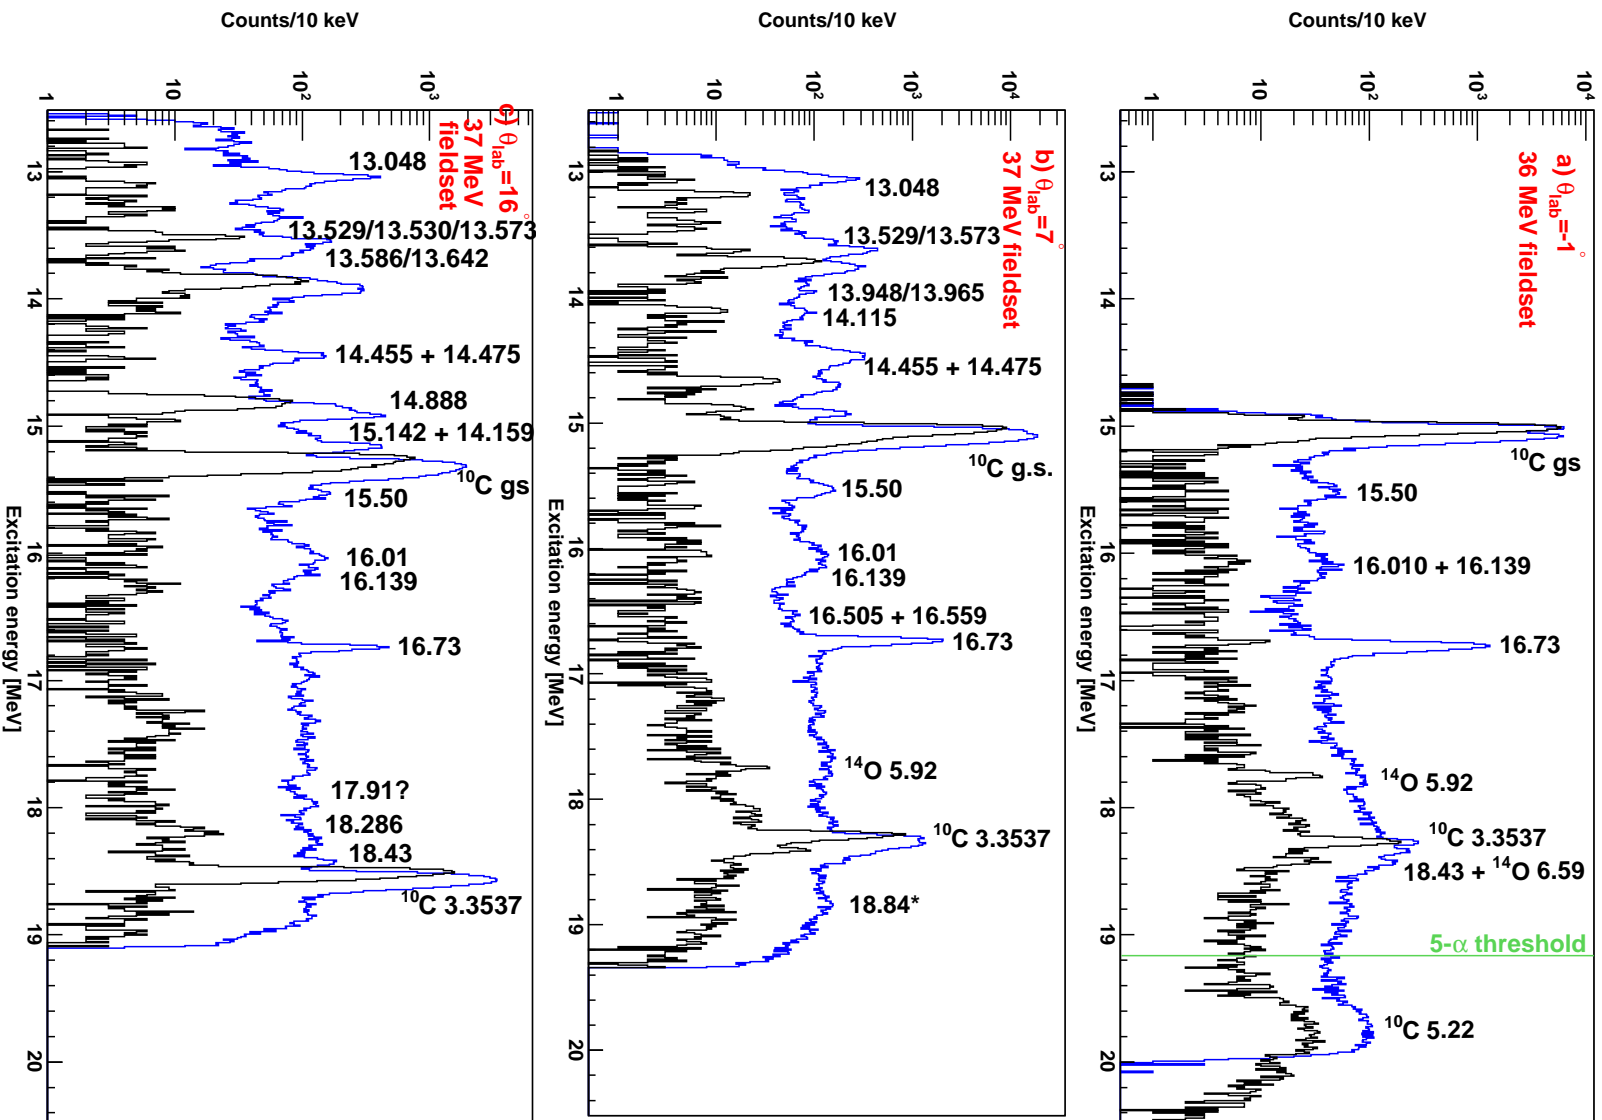 Counts/10 keV
10⁴
10³
10²
10
1
a) θlab=-1°
36 MeV fieldset
¹⁰C gs
15.50
16.010 + 16.139
16.73
¹⁴O 5.92
¹⁰C 3.3537
18.43 + ¹⁴O 6.59
5-α threshold
¹⁰C 5.22
13
14
15
16
17
18
19
20
Excitation energy [MeV]
Counts/10 keV
10⁴
10³
10²
10
1
b) θlab=7°
37 MeV fieldset
13.048
13.529/13.573
13.948/13.965
14.115
14.455 + 14.475
¹⁰C g.s.
15.50
16.01
16.139
16.505 + 16.559
16.73
¹⁴O 5.92
¹⁰C 3.3537
18.84*
13
14
15
16
17
18
19
20
Excitation energy [MeV]
Counts/10 keV
10³
10²
10
1
c) θlab=16°
37 MeV
fieldset
13.048
13.529/13.530/13.573
13.586/13.642
14.455 + 14.475
14.888
15.142 + 14.159
¹⁰C gs
15.50
16.01
16.139
16.73
17.91?
18.286
18.43
¹⁰C 3.3537
13
14
15
16
17
18
19
20
Excitation energy [MeV]